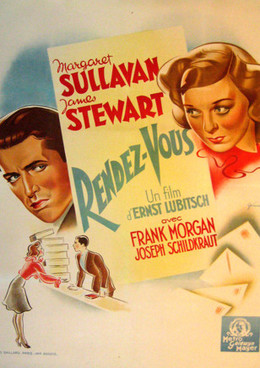 Margaret
SULLAVAN
James
STEWART
RENDEZ-VOUS
Un film
d'ERNST LUBITSCH
avec
FRANK MORGAN
JOSEPH SCHILDKRAUT
Metro
Goldwyn
Mayer